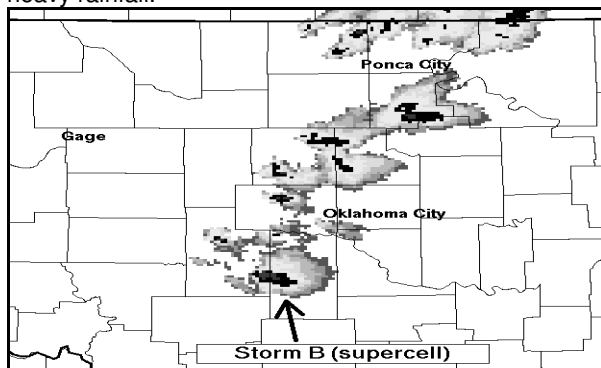 heavy rainfall.
Ponca City
Gage
Oklahoma City
Storm B (supercell)